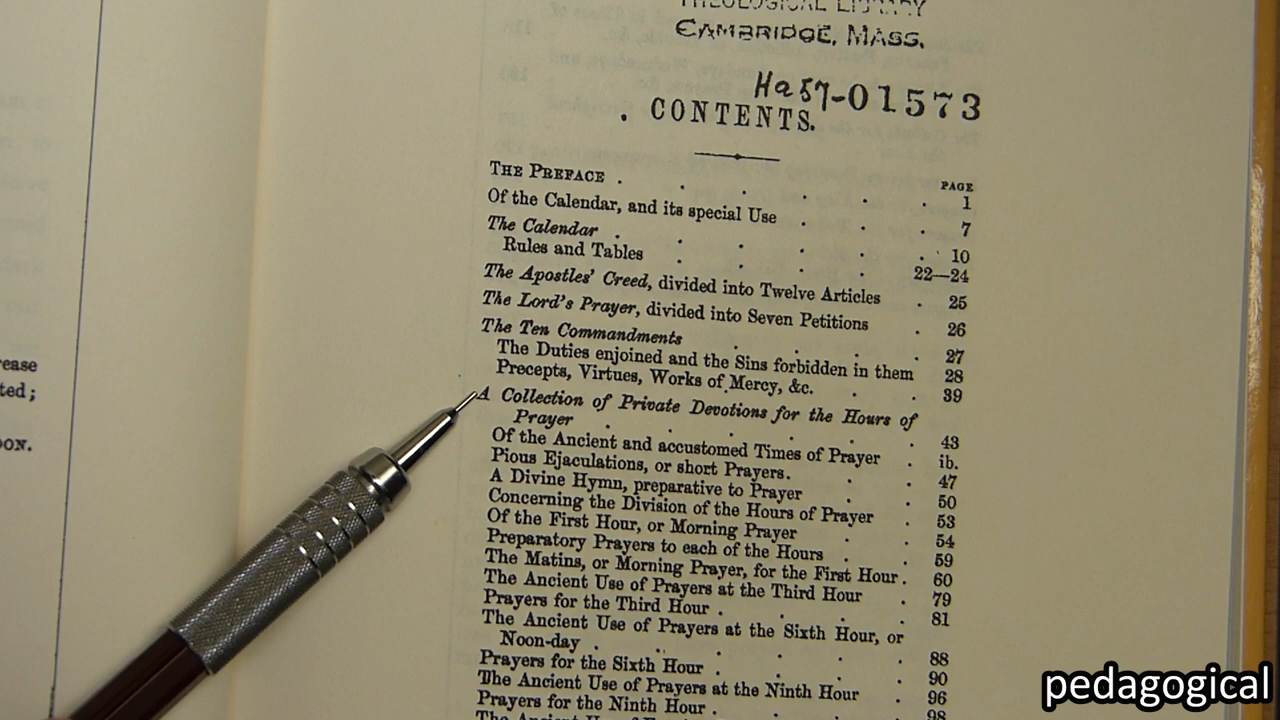 THEOLOGICAL LIBRARY
CAMBRIDGE, MASS.
Ha 57-01573
CONTENTS.
PAGE
THE PREFACE . . . . . . 1
Of the Calendar, and its special Use . . . 7
The Calendar . . . . . . 10
Rules and Tables . . . . 22—24
The Apostles' Creed, divided into Twelve Articles . 25
The Lord's Prayer, divided into Seven Petitions . 26
The Ten Commandments . . . . 27
The Duties enjoined and the Sins forbidden in them 28
Precepts, Virtues, Works of Mercy, &c. . . 39
A Collection of Private Devotions for the Hours of
Prayer . . . . . . 43
Of the Ancient and accustomed Times of Prayer . ib.
Pious Ejaculations, or short Prayers. . . 47
A Divine Hymn, preparative to Prayer . . 50
Concerning the Division of the Hours of Prayer . 53
Of the First Hour, or Morning Prayer . . 54
Preparatory Prayers to each of the Hours . . 59
The Matins, or Morning Prayer, for the First Hour . 60
The Ancient Use of Prayers at the Third Hour . 79
Prayers for the Third Hour . . . . 81
The Ancient Use of Prayers at the Sixth Hour, or
Noon-day . . . . . . 88
Prayers for the Sixth Hour . . . . 90
The Ancient Use of Prayers at the Ninth Hour . 96
Prayers for the Ninth Hour . . . . 98
ted;
pedagogical